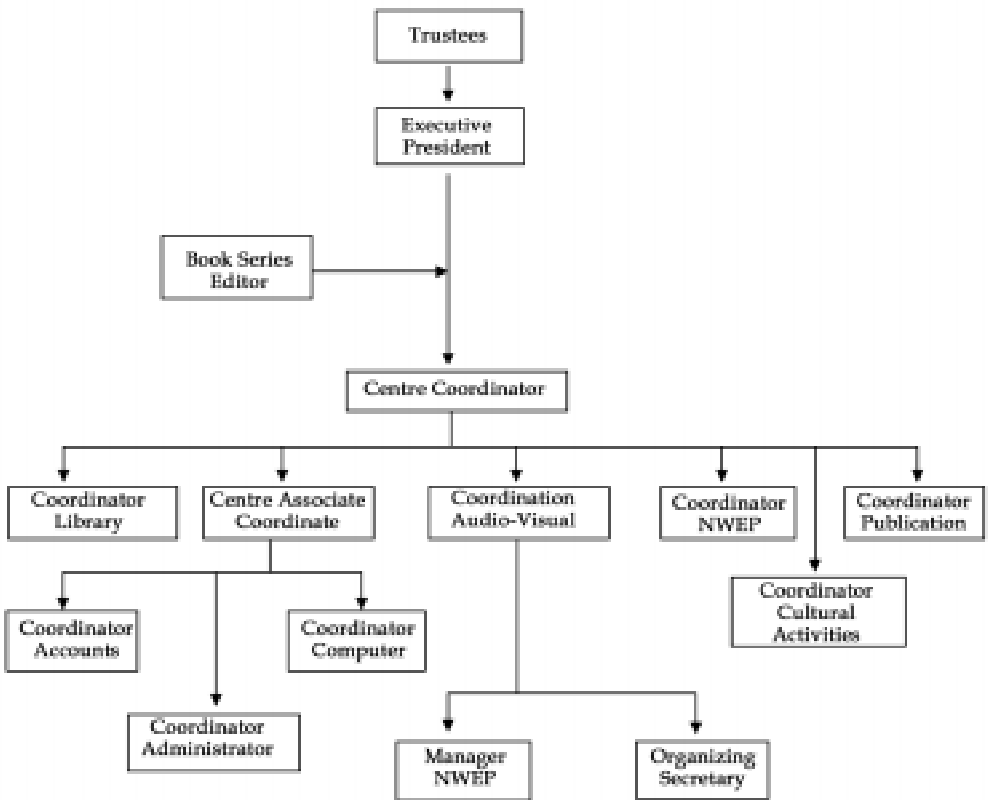 Trustees
Executive
President
Book Series
Editor
Centre Coordinator
Coordinator
Library
Centre Associate
Coordinate
Coordination
Audio-Visual
Coordinator
NWEP
Coordinator
Publication
Coordinator
Cultural
Activities
Coordinator
Accounts
Coordinator
Computer
Coordinator
Administrator
Manager
NWEP
Organizing
Secretary